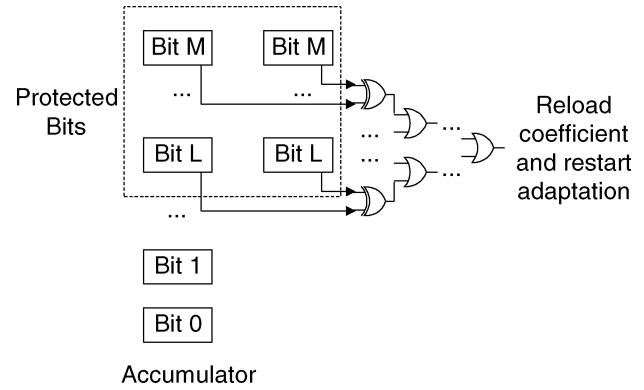 Bit M
Bit M
...
...
Protected
Bits
Bit L
Bit L
...
...
...
...
...
Reload
coefficient
and restart
adaptation
Bit 1
Bit 0
Accumulator